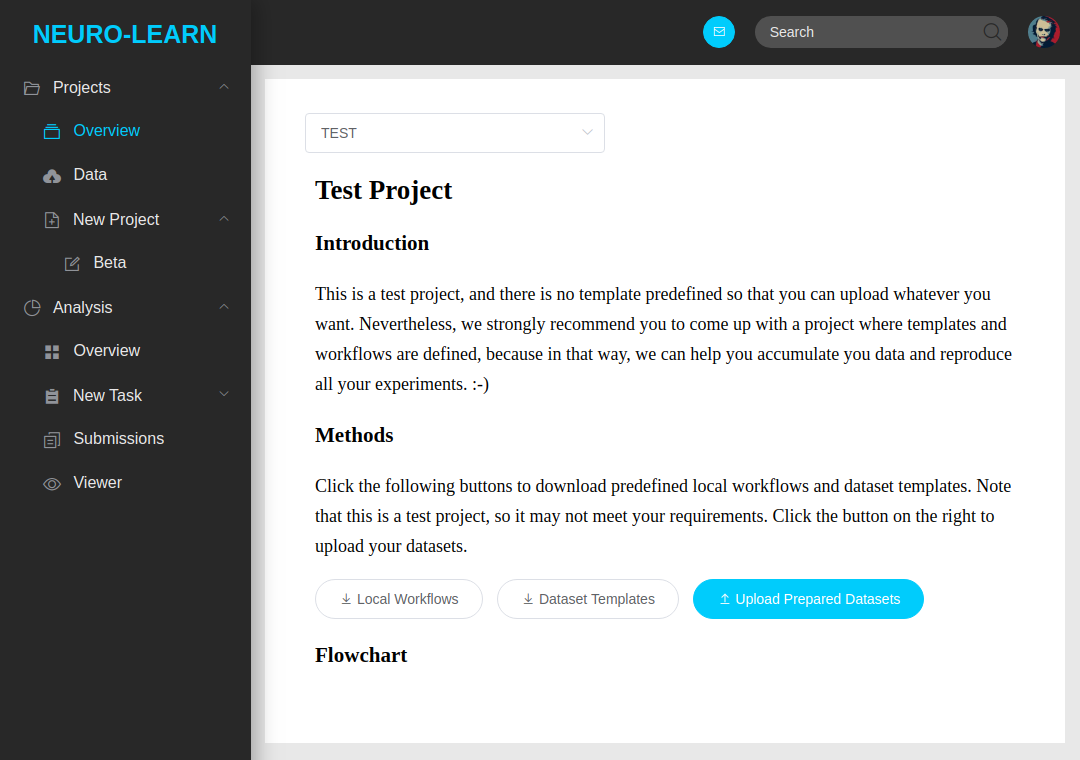 NEURO-LEARN
Search
Projects
Overview
Data
New Project
Beta
Analysis
Overview
New Task
Submissions
Viewer
TEST
Test Project
Introduction
This is a test project, and there is no template predefined so that you can upload whatever you
want. Nevertheless, we strongly recommend you to come up with a project where templates and
workflows are defined, because in that way, we can help you accumulate you data and reproduce
all your experiments. :-)
Methods
Click the following buttons to download predefined local workflows and dataset templates. Note
that this is a test project, so it may not meet your requirements. Click the button on the right to
upload your datasets.
Local Workflows
Dataset Templates
Upload Prepared Datasets
Flowchart